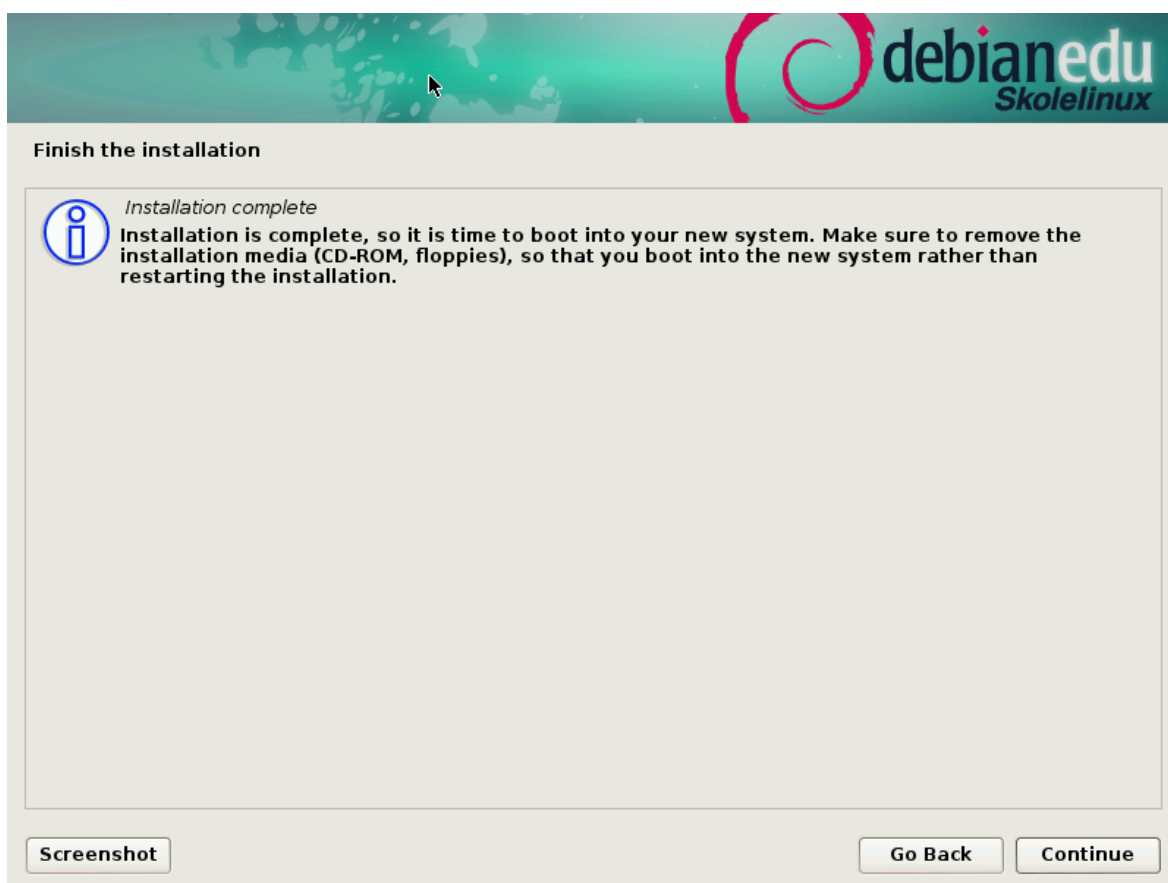 debianedu
Skolelinux
Finish the installation
Installation complete
Installation is complete, so it is time to boot into your new system. Make sure to remove the
installation media (CD-ROM, floppies), so that you boot into the new system rather than
restarting the installation.
Screenshot
Go Back
Continue